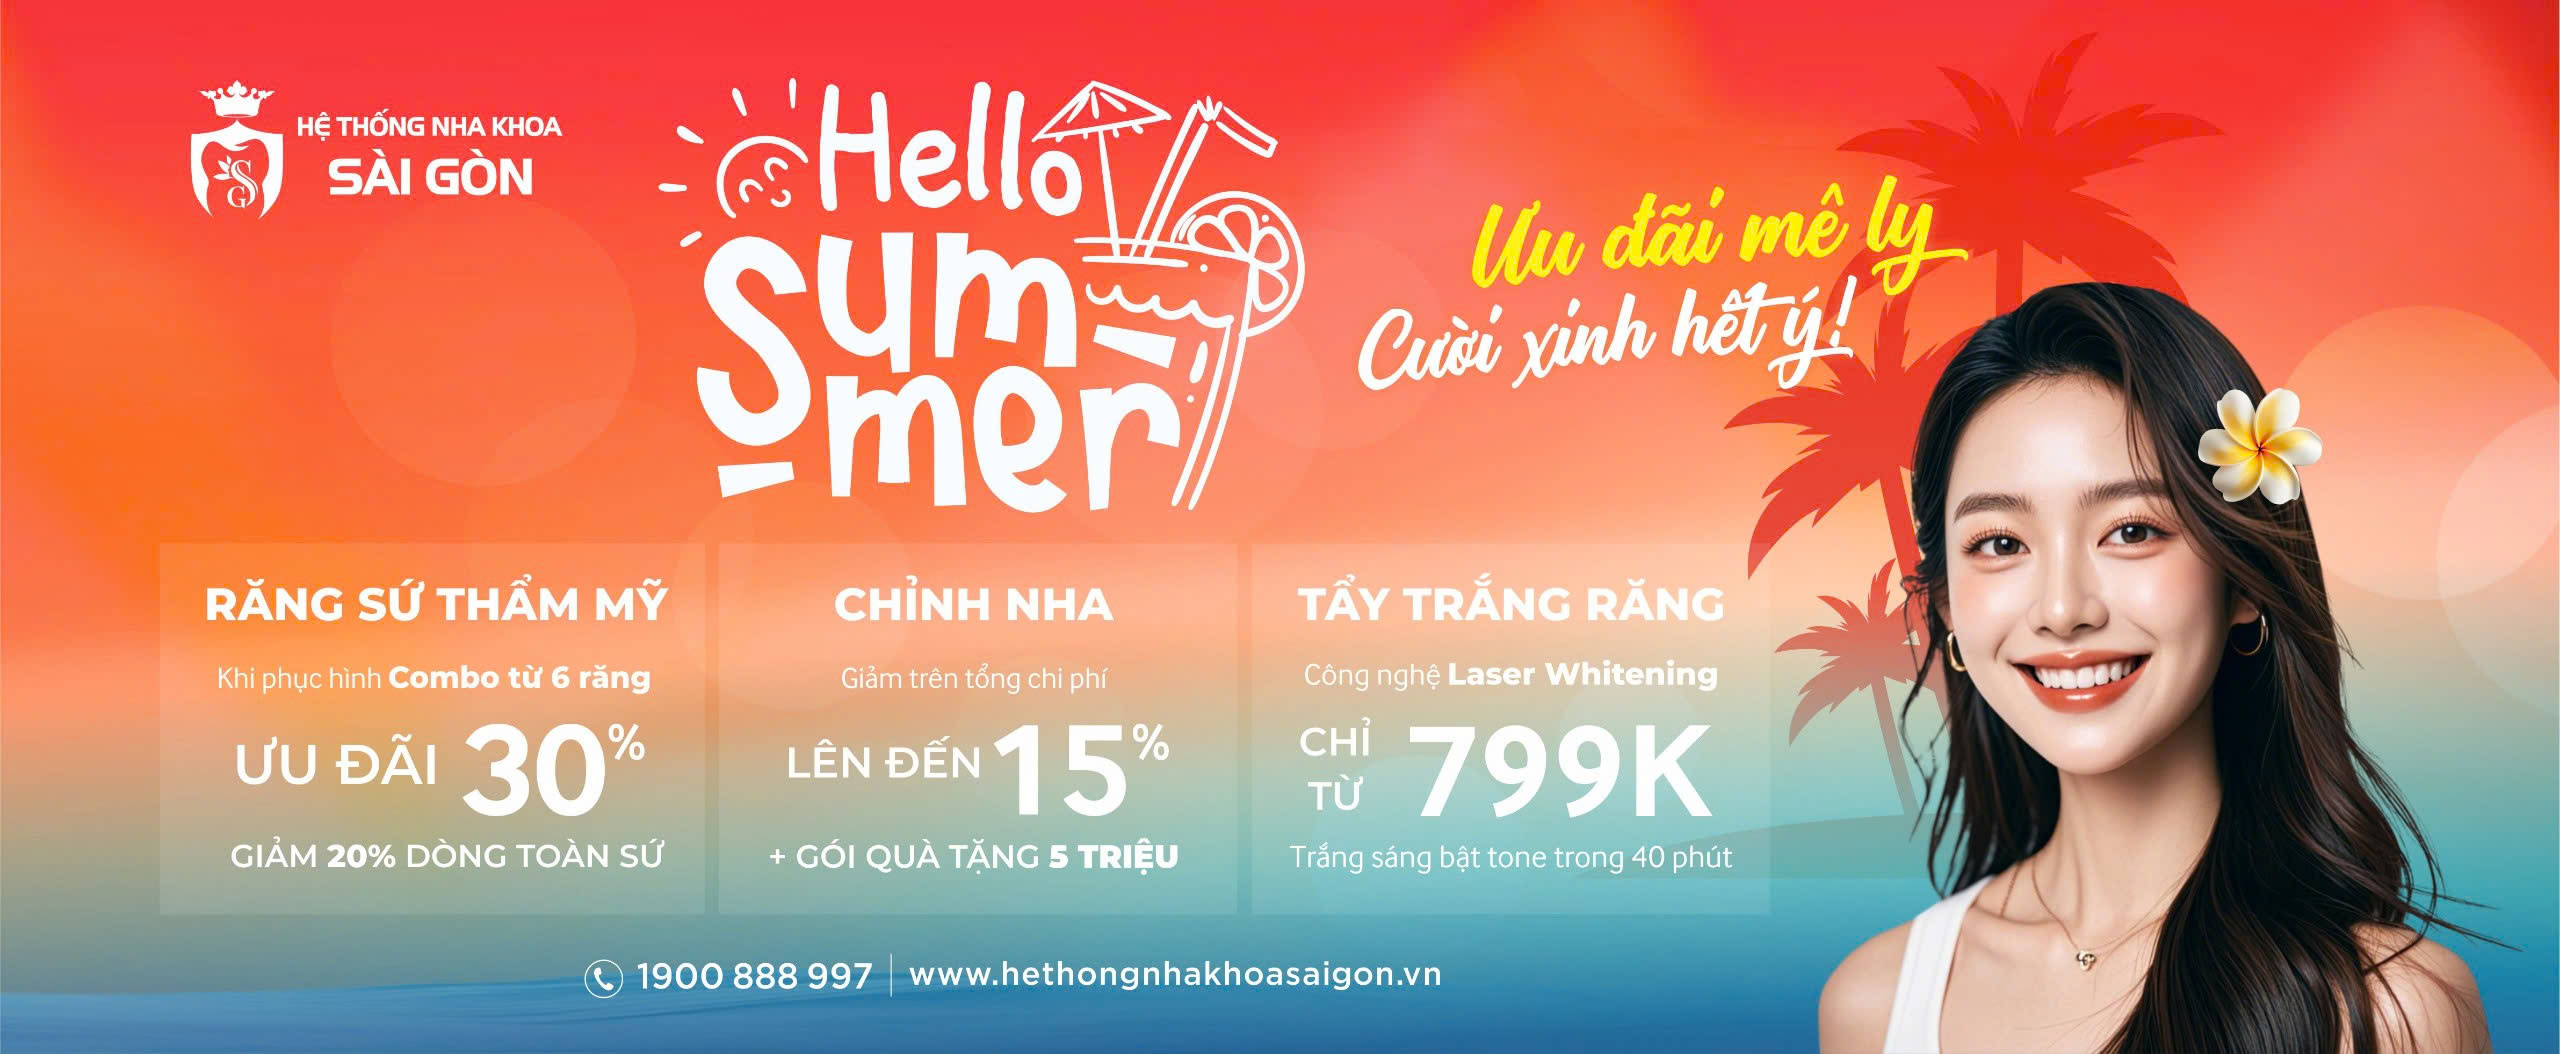 HỆ THỐNG NHA KHOA
SÀI GÒN
SG
Hello
Sum
mer
Ưu đãi mê ly
Cười xinh hết ý!
RĂNG SỨ THẨM MỸ
Khi phục hình Combo từ 6 răng
ƯU ĐÃI 30%
GIẢM 20% DÒNG TOÀN SỨ
CHỈNH NHA
Giảm trên tổng chi phí
LÊN ĐẾN 15%
+ GÓI QUÀ TẶNG 5 TRIỆU
TẨY TRẮNG RĂNG
Công nghệ Laser Whitening
CHỈ TỪ 799K
Trắng sáng bật tone trong 40 phút
1900 888 997 | www.hethongnhakhoasaigon.vn